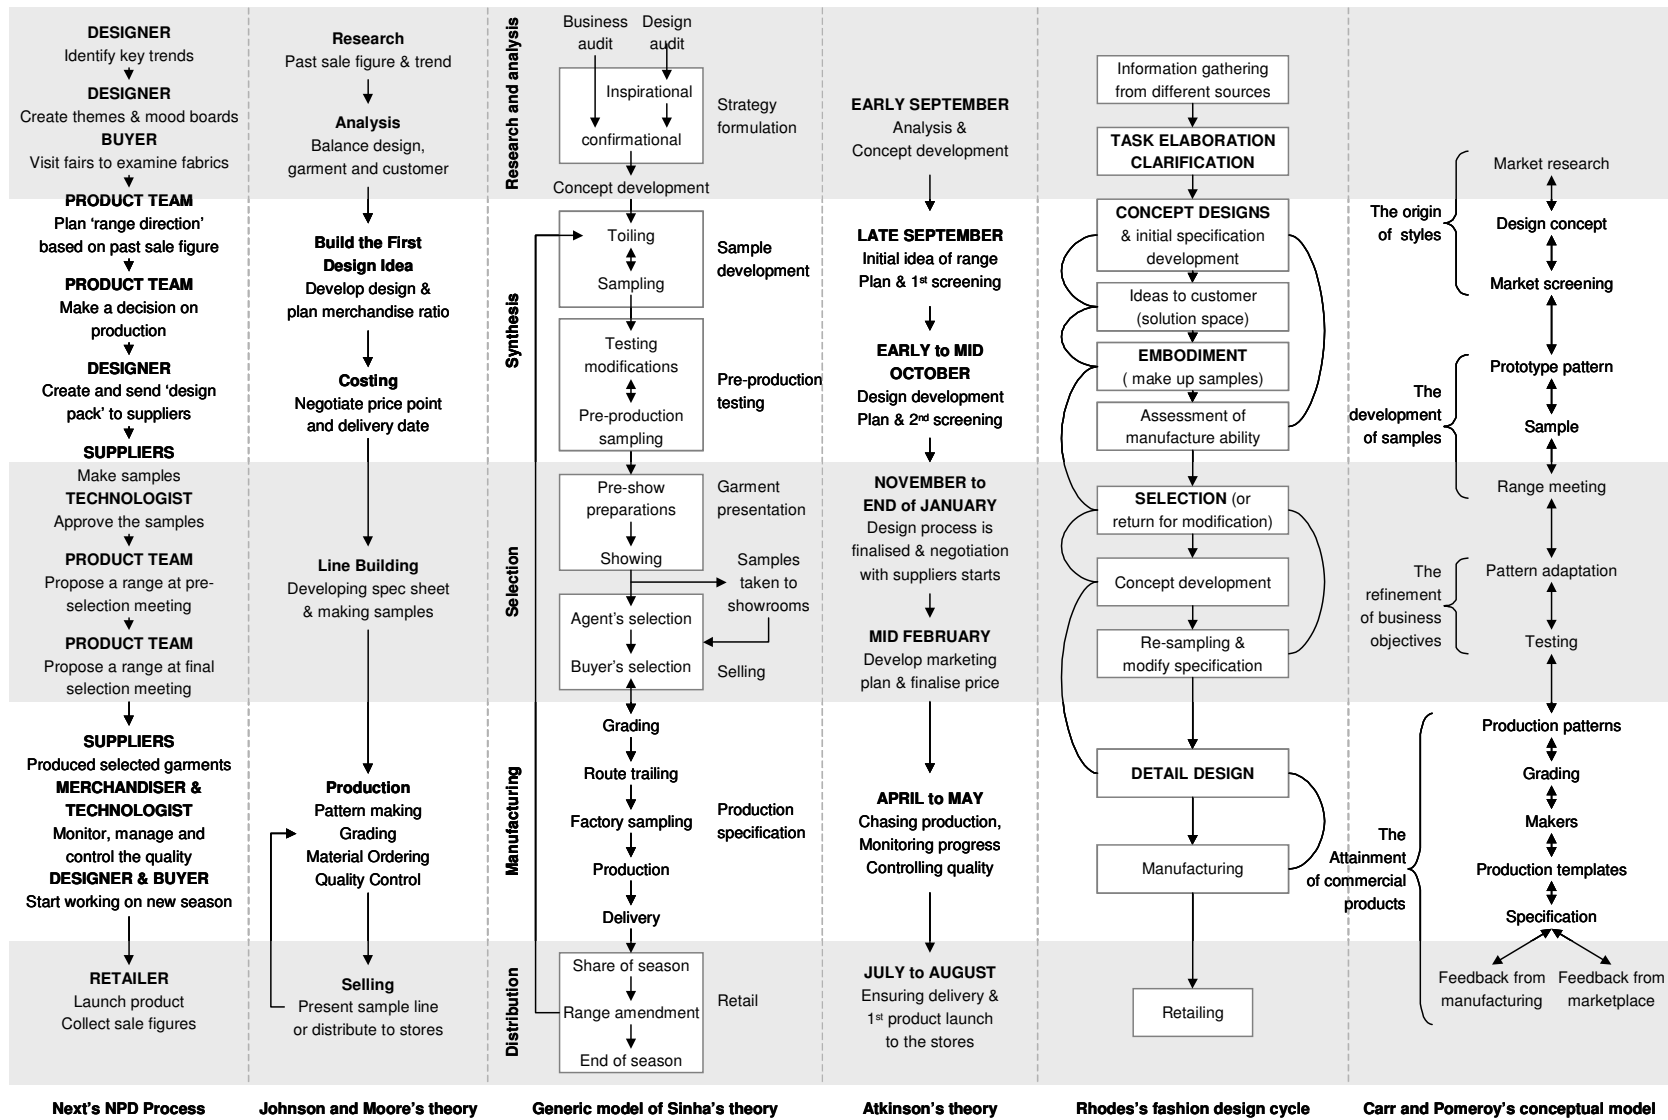 DESIGNER
Identify key trends
DESIGNER
Create themes & mood boards
BUYER
Visit fairs to examine fabrics
PRODUCT TEAM
Plan ‘range direction’
based on past sale figure
PRODUCT TEAM
Make a decision on
production
DESIGNER
Create and send ‘design
pack’ to suppliers
SUPPLIERS
Make samples
TECHNOLOGIST
Approve the samples
PRODUCT TEAM
Propose a range at pre-
selection meeting
PRODUCT TEAM
Propose a range at final
selection meeting
SUPPLIERS
Produced selected garments
MERCHANDISER &
TECHNOLOGIST
Monitor, manage and
control the quality
DESIGNER & BUYER
Start working on new season
RETAILER
Launch product
Collect sale figures
Next’s NPD Process
Research
Past sale figure & trend
Analysis
Balance design,
garment and customer
Build the First
Design Idea
Develop design &
plan merchandise ratio
Costing
Negotiate price point
and delivery date
Line Building
Developing spec sheet
& making samples
Production
Pattern making
Grading
Material Ordering
Quality Control
Selling
Present sample line
or distribute to stores
Johnson and Moore’s theory
Research and analysis
Synthesis
Selection
Manufacturing
Distribution
Business
audit
Design
audit
Inspirational
confirmational
Strategy
formulation
Concept development
Toiling
Sampling
Sample
development
Testing
modifications
Pre-production
sampling
Pre-production
testing
Pre-show
preparations
Showing
Garment
presentation
Samples
taken to
showrooms
Agent’s selection
Buyer’s selection
Selling
Grading
Route trailing
Factory sampling
Production
Delivery
Production
specification
Share of season
Range amendment
End of season
Retail
Generic model of Sinha’s theory
EARLY SEPTEMBER
Analysis &
Concept development
LATE SEPTEMBER
Initial idea of range
Plan & 1st screening
EARLY to MID
OCTOBER
Design development
Plan & 2nd screening
NOVEMBER to
END of JANUARY
Design process is
finalised & negotiation
with suppliers starts
MID FEBRUARY
Develop marketing
plan & finalise price
APRIL to MAY
Chasing production,
Monitoring progress
Controlling quality
JULY to AUGUST
Ensuring delivery &
1st product launch
to the stores
Atkinson’s theory
Information gathering
from different sources
TASK ELABORATION
CLARIFICATION
CONCEPT DESIGNS
& initial specification
development
Ideas to customer
(solution space)
EMBODIMENT
( make up samples)
Assessment of
manufacture ability
SELECTION (or
return for modification)
Concept development
Re-sampling &
modify specification
DETAIL DESIGN
Manufacturing
Retailing
Rhodes’s fashion design cycle
The origin
of styles
The
development
of samples
The
refinement
of business
objectives
The
Attainment
of commercial
products
Market research
Design concept
Market screening
Prototype pattern
Sample
Range meeting
Pattern adaptation
Testing
Production patterns
Grading
Makers
Production templates
Specification
Feedback from
manufacturing
Feedback from
marketplace
Carr and Pomeroy’s conceptual model